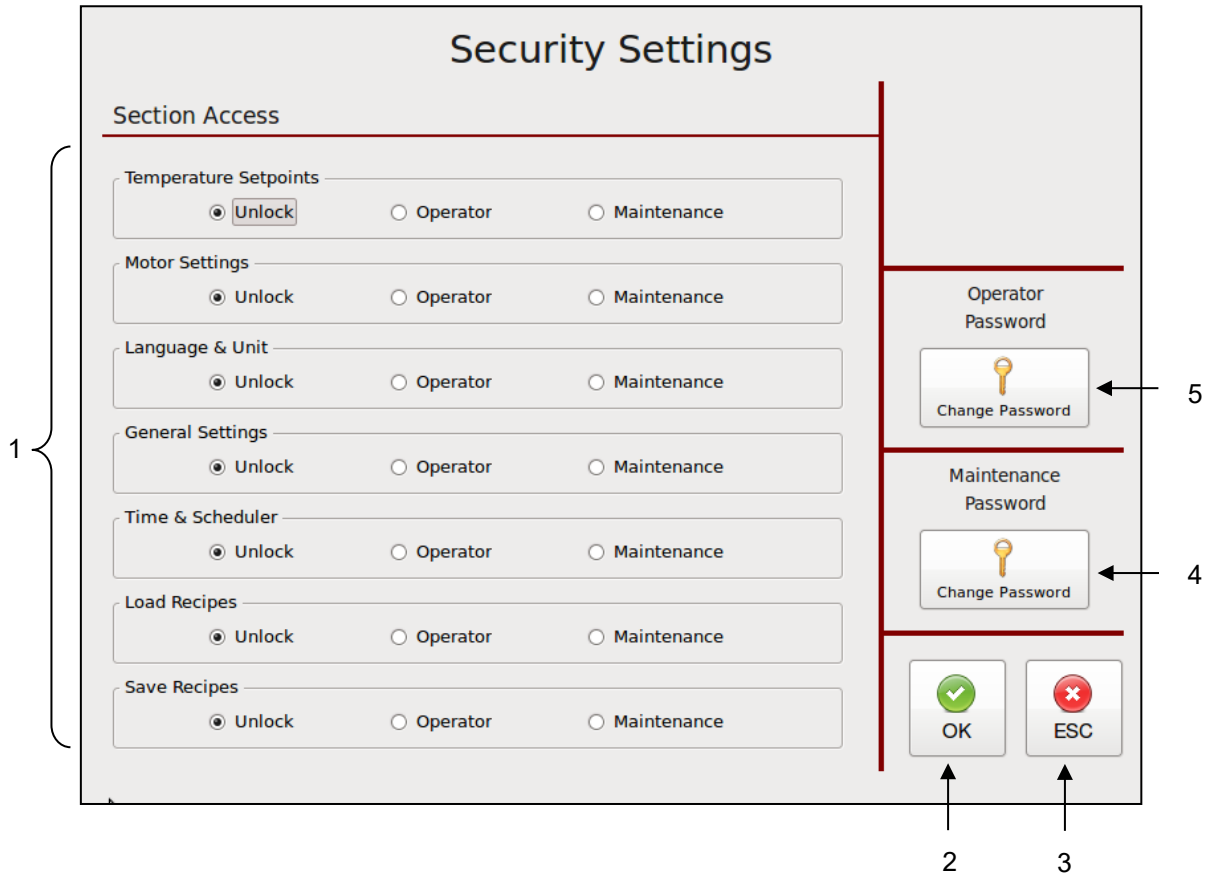 Security Settings
Section Access
Temperature Setpoints
Unlock Operator Maintenance
Motor Settings
Unlock Operator Maintenance
Language & Unit
Unlock Operator Maintenance
General Settings
Unlock Operator Maintenance
Time & Scheduler
Unlock Operator Maintenance
Load Recipes
Unlock Operator Maintenance
Save Recipes
Unlock Operator Maintenance
1
Operator
Password
Change Password
5
Maintenance
Password
Change Password
4
OK ESC
2 3